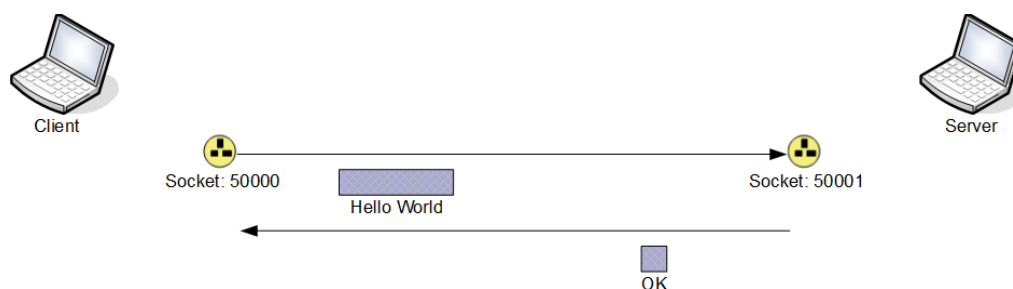 Client
Server
Socket: 50000
Socket: 50001
Hello World
OK